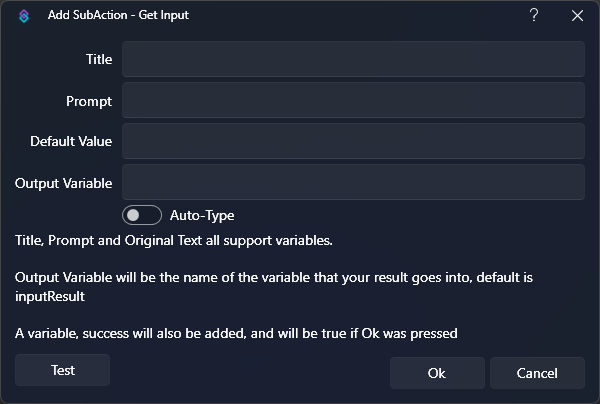 Add SubAction - Get Input
?
Title
Prompt
Default Value
Output Variable
Auto-Type
Title, Prompt and Original Text all support variables.
Output Variable will be the name of the variable that your result goes into, default is
inputResult
A variable, success will also be added, and will be true if Ok was pressed
Test
Ok
Cancel